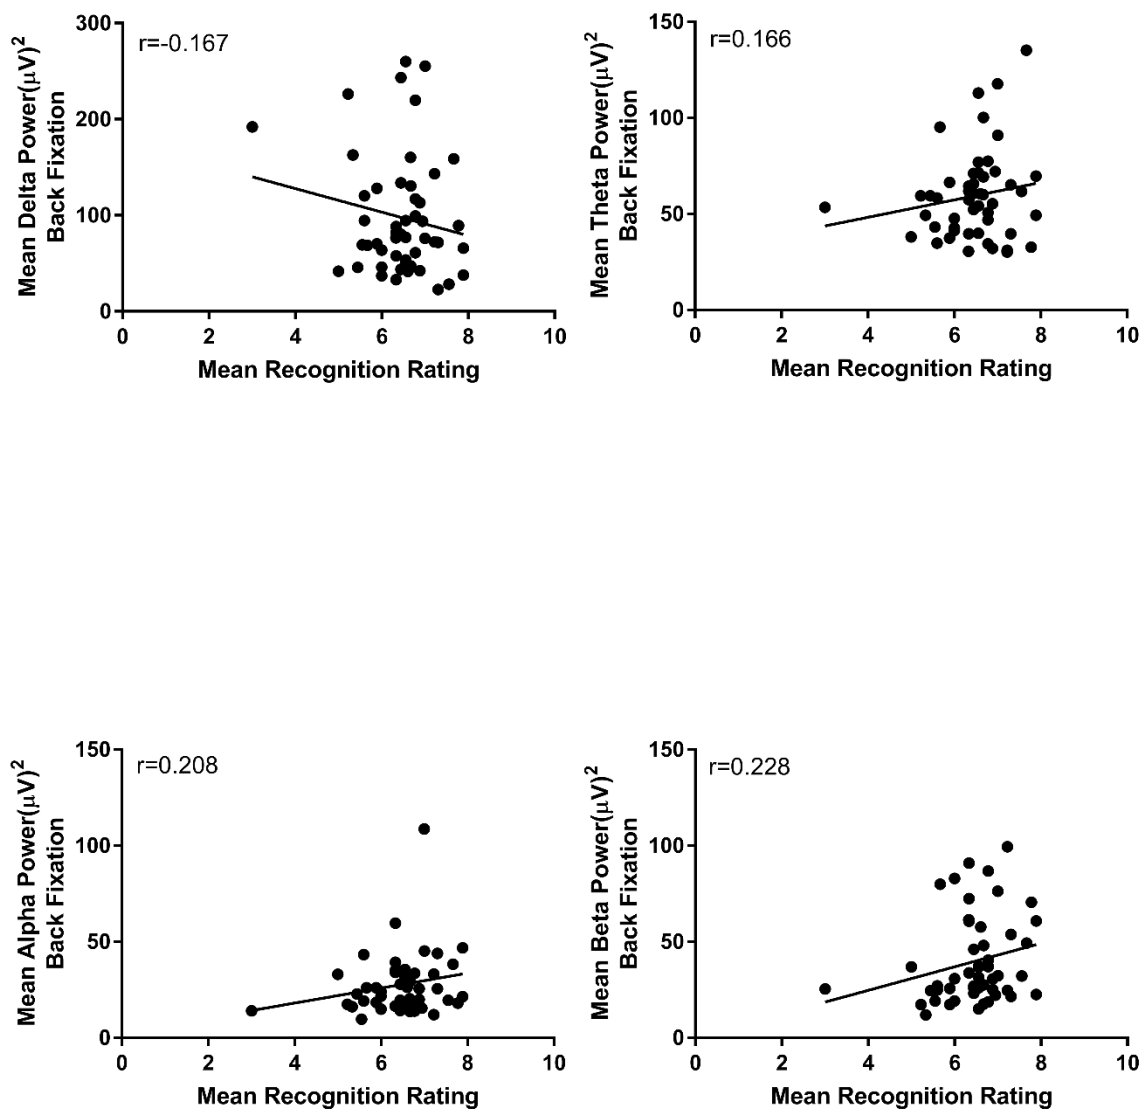 r=-0.167
Mean Delta Power(μV)²
Back Fixation
300
200
100
0
0 2 4 6 8 10
Mean Recognition Rating
r=0.166
Mean Theta Power(μV)²
Back Fixation
150
100
50
0
0 2 4 6 8 10
Mean Recognition Rating
r=0.208
Mean Alpha Power(μV)²
Back Fixation
150
100
50
0
0 2 4 6 8 10
Mean Recognition Rating
r=0.228
Mean Beta Power(μV)²
Back Fixation
150
100
50
0
0 2 4 6 8 10
Mean Recognition Rating